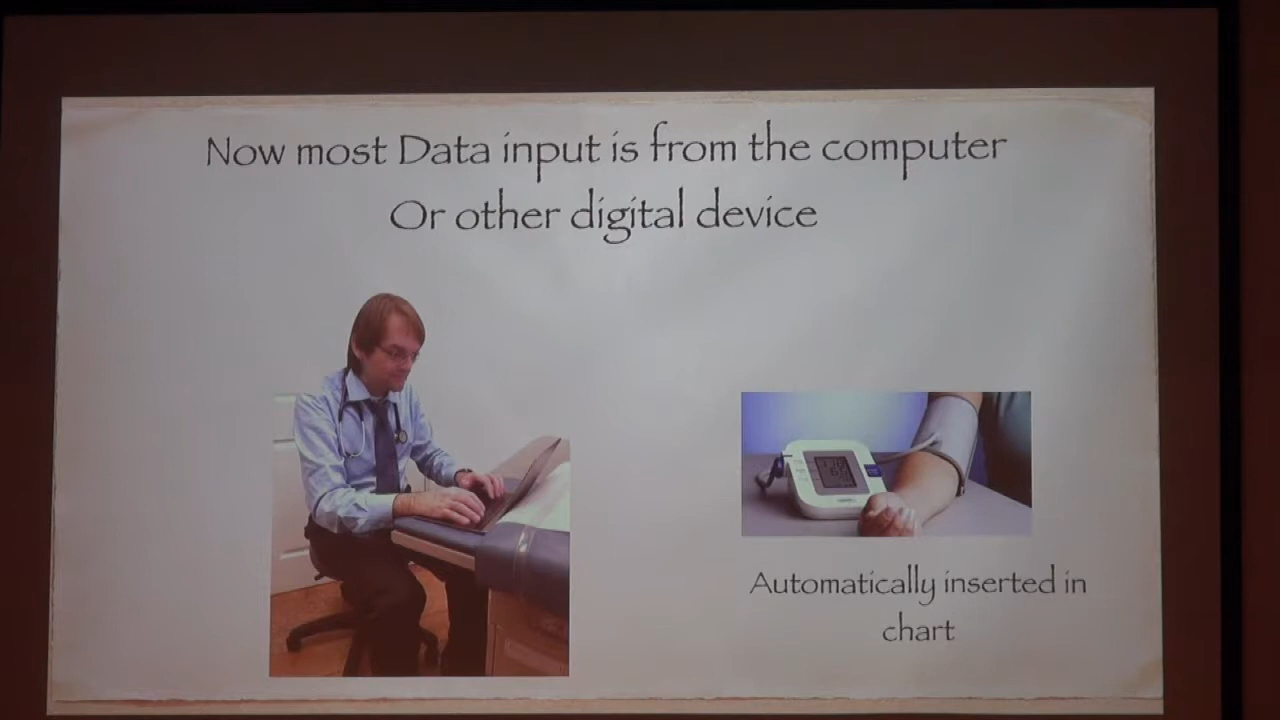 Now most Data input is from the computer
Or other digital device
Automatically inserted in
chart